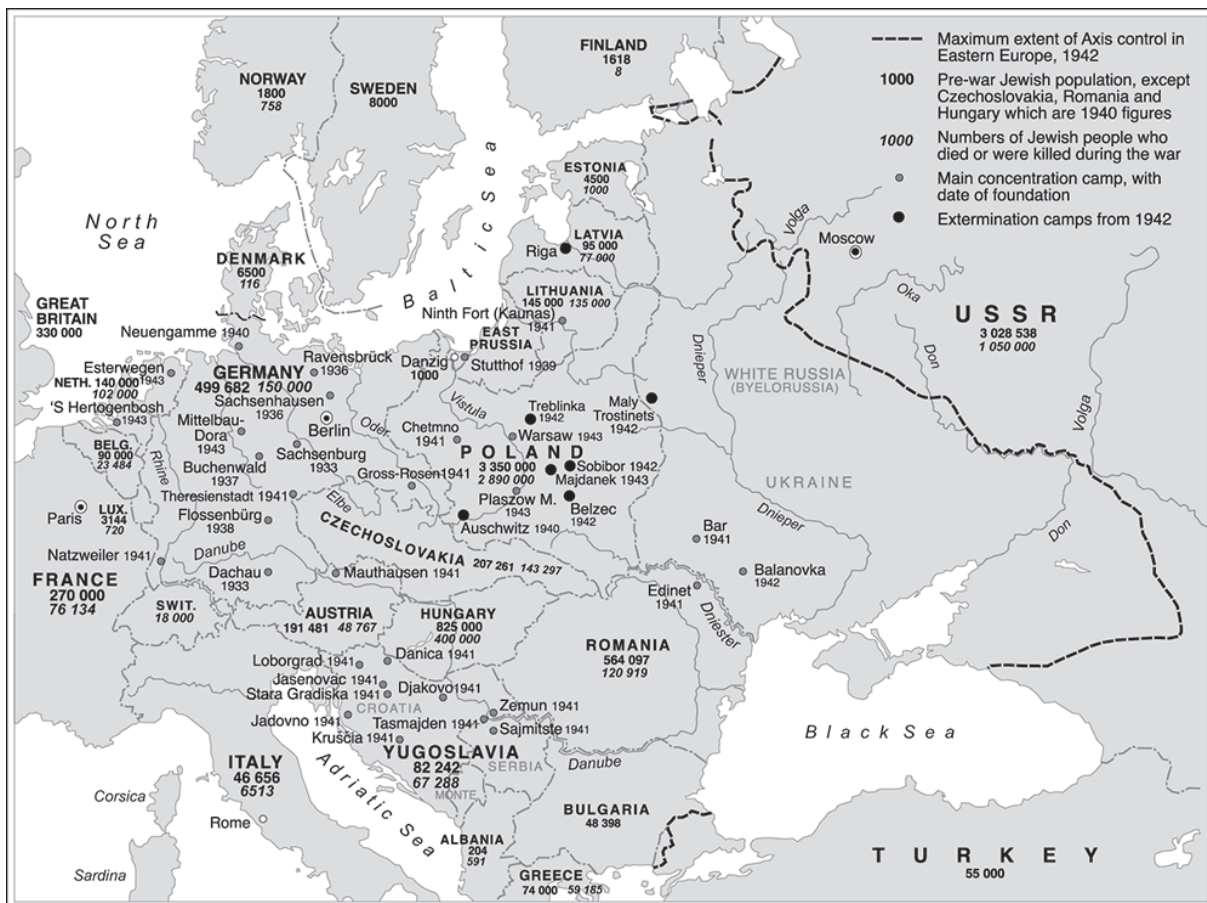 FINLAND
1618
8
NORWAY
1800
758
SWEDEN
8000
Maximum extent of Axis control in
Eastern Europe, 1942
1000 Pre-war Jewish population, except
Czechoslovakia, Romania and
Hungary which are 1940 figures
1000 Numbers of Jewish people who
died or were killed during the war
Main concentration camp, with
date of foundation
Extermination camps from 1942
ESTONIA
4500
1000
North
Sea
Baltic Sea
Volga
Moscow
LATVIA
95 000
77 000
Riga
DENMARK
6500
116
LITHUANIA
145 000 135 000
Oka
USSR
3 028 538
1 050 000
GREAT
BRITAIN
330 000
Ninth Fort (Kaunas)
1941
EAST
PRUSSIA
Neuengamme 1940
Dnieper
Don
Esterwegen
1943
Ravensbrück
1936
Danzig
1000
Stutthof 1939
GERMANY
499 682 150 000
WHITE RUSSIA
(BYELORUSSIA)
NETH. 140 000
102 000
Sachsenhausen
1936
'S Hertogenbosh
1943
Mittelbau-
Dora
1943
Berlin
Oder
Vistula
Treblinka
1942
Maly
Trostinets
1942
Volga
Chetmno
1941
Warsaw 1943
BELG.
90 000
23 484
Rhine
Sachsenburg
1933
POLAND
3 350 000
2 890 000
Sobibor 1942
Majdanek 1943
Buchenwald
1937
Gross-Rosen 1941
UKRAINE
Theresienstadt 1941
Elbe
Plaszow M.
1943
Belzec
1942
Paris
LUX.
3144
720
Flossenbürg
1938
Auschwitz 1940
Dnieper
Don
CZECHOSLOVAKIA 207 261 143 297
Bar
1941
Natzweiler 1941
Danube
Dachau
1933
Mauthausen 1941
Balanovka
1942
FRANCE
270 000
76 134
Edinet
1941
Dniester
SWIT.
18 000
AUSTRIA
191 481 48 767
HUNGARY
825 000
400 000
ROMANIA
564 097
120 919
Loborgrad 1941
Danica 1941
Jasenovac 1941
Stara Gradiska 1941
Djakovo 1941
CROATIA
Jadovno 1941
Tasmajden 1941
Zemun 1941
Sajmitste 1941
Kruščia 1941
YUGOSLAVIA
82 242
67 288
SERBIA
Danube
Black Sea
MONTE.
ITALY
46 656
6513
Adriatic Sea
Corsica
Rome
BULGARIA
48 398
ALBANIA
204
591
Sardina
GREECE
74 000 59 185
TURKEY
55 000